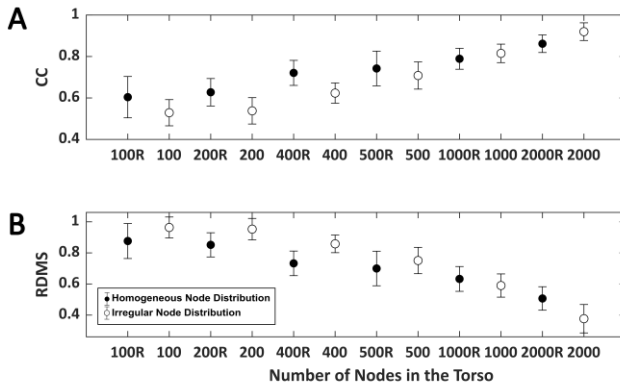 A
1
0.8
0.6
0.4
CC
100R 100 200R 200 400R 400 500R 500 1000R 1000 2000R 2000
B
1
0.8
0.6
0.4
RDMS
Homogeneous Node Distribution
Irregular Node Distribution
100R 100 200R 200 400R 400 500R 500 1000R 1000 2000R 2000
Number of Nodes in the Torso